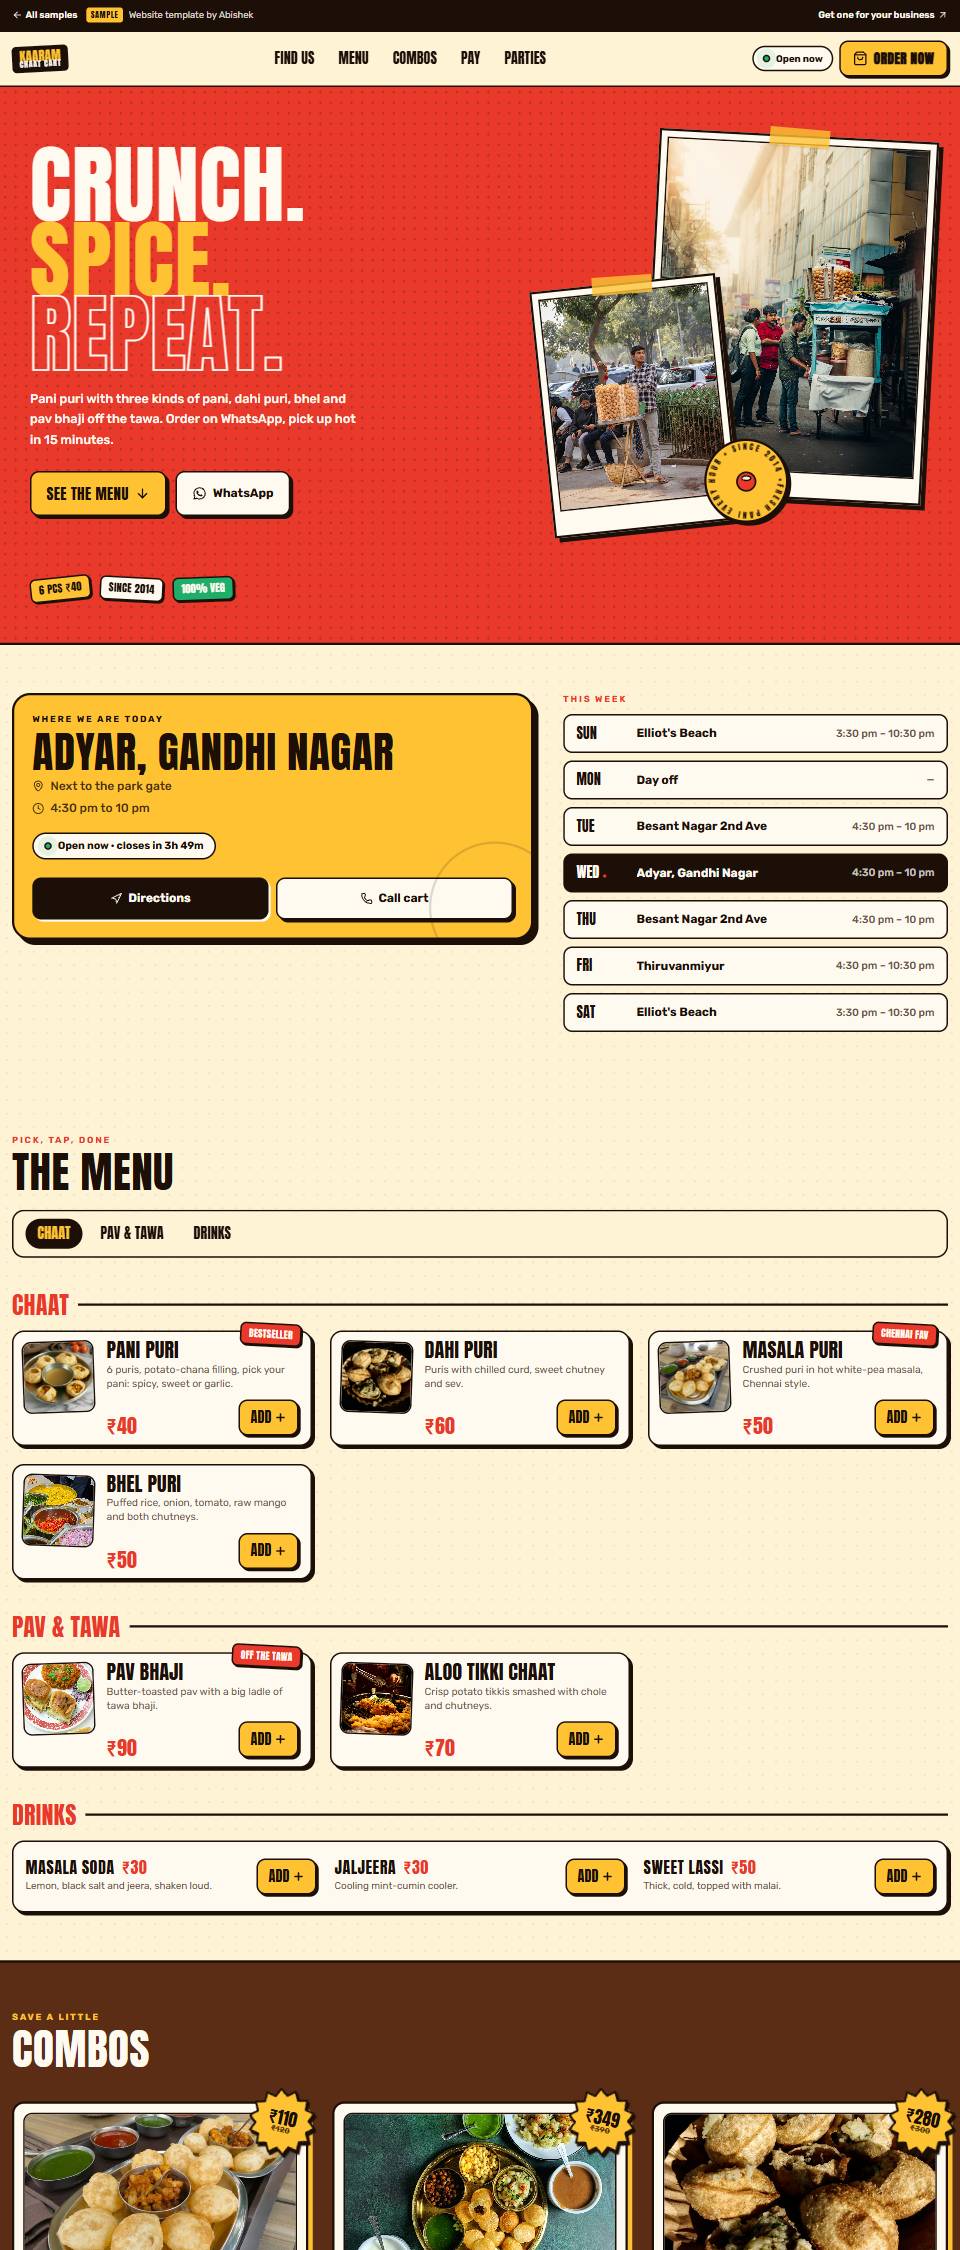 ← All samples SAMPLE Website template by Abishek Get one for your business ↗
KAARAM
CHAAT CART
FIND US MENU COMBOS PAY PARTIES Open now ORDER NOW
CRUNCH.
SPICE.
REPEAT.
Pani puri with three kinds of pani, dahi puri, bhel and
pav bhaji off the tawa. Order on WhatsApp, pick up hot
in 15 minutes.
SEE THE MENU ↓ WhatsApp
SINCE 2014 • FRESH PANI EVERY HOUR •
6 PCS ₹40 SINCE 2014 100% VEG
WHERE WE ARE TODAY
ADYAR, GANDHI NAGAR
Next to the park gate
4:30 pm to 10 pm
Open now · closes in 3h 49m
Directions Call cart
THIS WEEK
SUN Elliot's Beach 3:30 pm – 10:30 pm
MON Day off –
TUE Besant Nagar 2nd Ave 4:30 pm – 10 pm
WED Adyar, Gandhi Nagar 4:30 pm – 10 pm
THU Besant Nagar 2nd Ave 4:30 pm – 10 pm
FRI Thiruvanmiyur 4:30 pm – 10:30 pm
SAT Elliot's Beach 3:30 pm – 10:30 pm
PICK, TAP, DONE
THE MENU
CHAAT PAV & TAWA DRINKS
CHAAT
BESTSELLER
PANI PURI
6 puris, potato-chana filling, pick your
pani: spicy, sweet or garlic.
₹40 ADD +
DAHI PURI
Puris with chilled curd, sweet chutney
and sev.
₹60 ADD +
CHENNAI FAV
MASALA PURI
Crushed puri in hot white-pea masala,
Chennai style.
₹50 ADD +
BHEL PURI
Puffed rice, onion, tomato, raw mango
and both chutneys.
₹50 ADD +
PAV & TAWA
OFF THE TAWA
PAV BHAJI
Butter-toasted pav with a big ladle of
tawa bhaji.
₹90 ADD +
ALOO TIKKI CHAAT
Crisp potato tikkis smashed with chole
and chutneys.
₹70 ADD +
DRINKS
MASALA SODA ₹30
Lemon, black salt and jeera, shaken loud.
ADD +
JALJEERA ₹30
Cooling mint-cumin cooler.
ADD +
SWEET LASSI ₹50
Thick, cold, topped with malai.
ADD +
SAVE A LITTLE
COMBOS
₹110
₹120
₹349
₹390
₹280
₹300